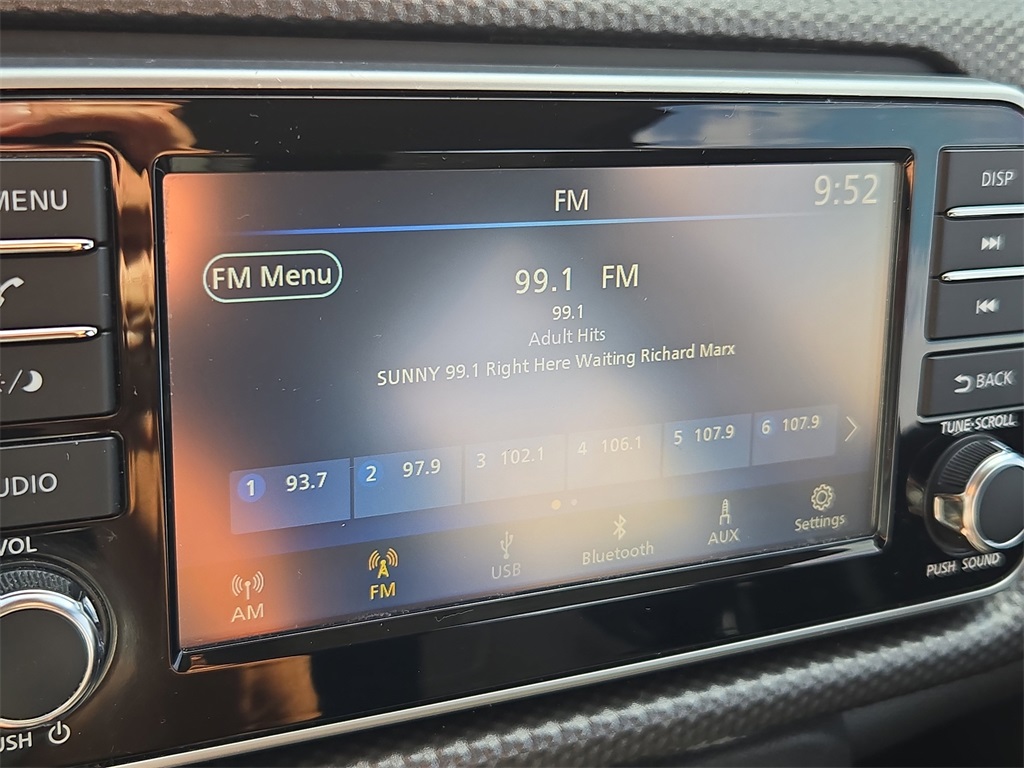 MENU
UDIO
VOL
USH
FM
9:52
FM Menu
99.1 FM
99.1
Adult Hits
SUNNY 99.1 Right Here Waiting Richard Marx
1 93.7
2 97.9
3 102.1
4 106.1
5 107.9
6 107.9
AM
FM
USB
Bluetooth
AUX
Settings
DISP
BACK
TUNE·SCROLL
PUSH SOUND